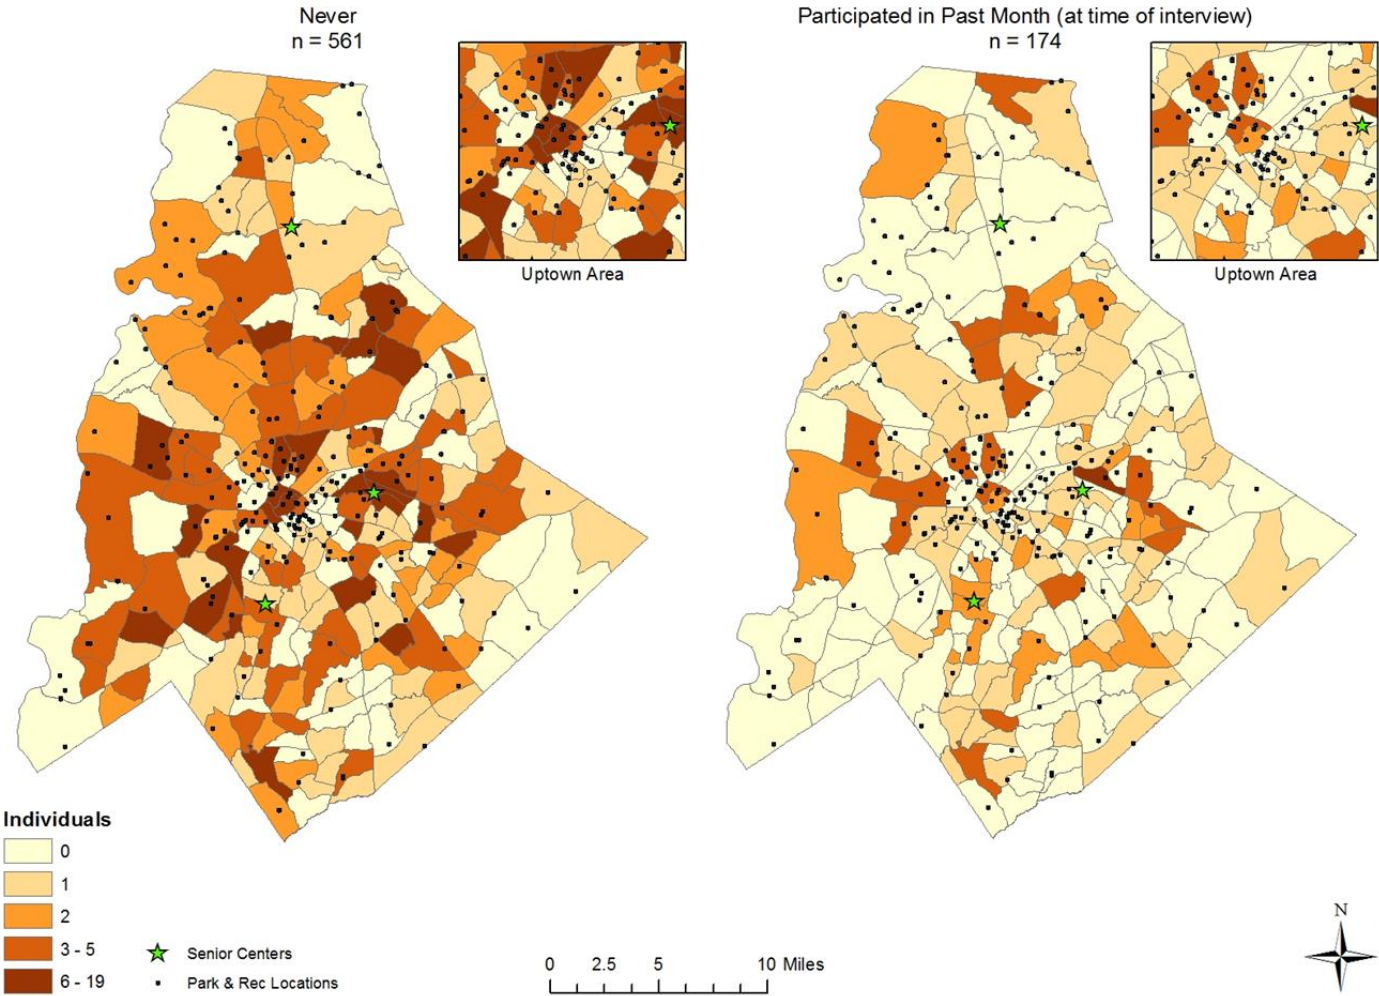 Never
n = 561
Participated in Past Month (at time of interview)
n = 174
Uptown Area
Uptown Area
Individuals
0
1
2
3 - 5
6 - 19
Senior Centers
Park & Rec Locations
0 2.5 5 10 Miles
N